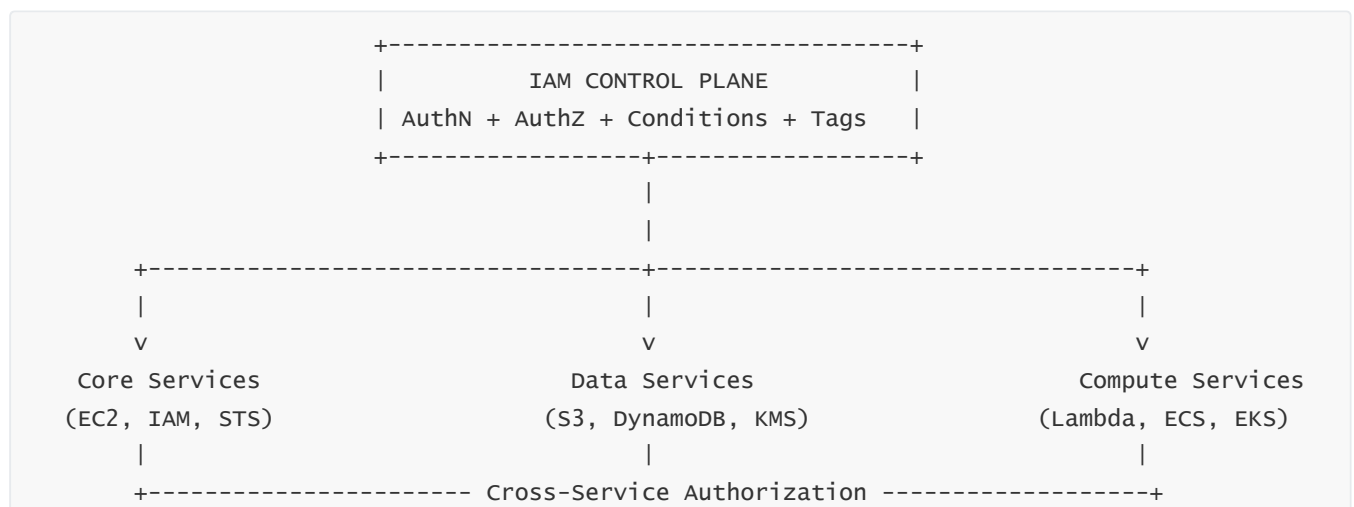 +-------------------------------------+
| IAM CONTROL PLANE |
| AuthN + AuthZ + Conditions + Tags |
+------------------+------------------+
|
|
+-----------------------------------+----------------------------------+
| | |
v v v
Core Services Data Services Compute Services
(EC2, IAM, STS) (S3, DynamoDB, KMS) (Lambda, ECS, EKS)
| | |
+----------------------- Cross-Service Authorization -------------------+